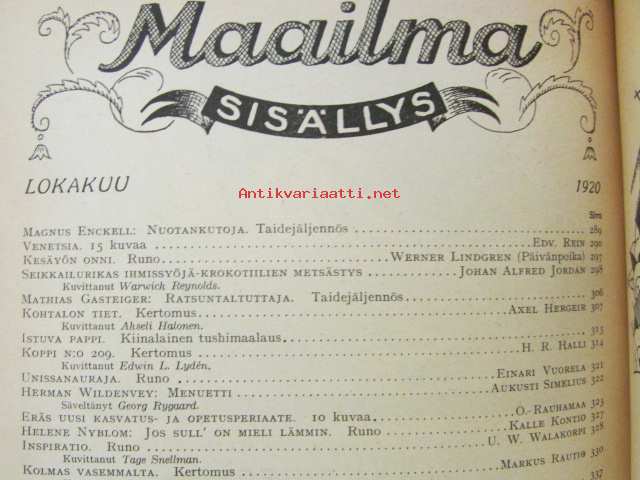 Maailma
SISÄLLYS
Antikvariaatti.net
LOKAKUU 1920
Sivu
MAGNUS ENCKELL: NUOTANKUTOJA. Taidejäljennös 289
VENETSIA. 15 kuvaa EDV. REIN 290
KESÄYÖN ONNI. Runo WERNER LINDGREN (Päivänpoika) 297
SEIKKAILURIKAS IHMISSYÖJÄ-KROKOTIILIEN METSÄSTYS JOHAN ALFRED JORDAN 298
Kuvittanut Warwick Reynolds.
MATHIAS GASTEIGER: RATSUNTALTUTTAJA. Taidejäljennös 306
KOHTALON TIET. Kertomus AXEL HERGEIR 307
Kuvittanut Akseli Halonen.
ISTUVA PAPPI. Kiinalainen tushimaalaus 313
KOPPI N:O 209. Kertomus H. R. HALLI 314
Kuvittanut Edwin L. Lydén.
UNISSANAURAJA. Runo EINARI VUORELA 321
HERMAN WILDENVEY: MENUETTI AUKUSTI SIMELIUS 322
Säveltänyt Georg Rygaard.
ERÄS UUSI KASVATUS- JA OPETUSPERIAATE. 10 kuvaa O.-RAUHAMAA 323
HELENE NYBLOM: JOS SULL' ON MIELI LÄMMIN. Runo KALLE KONTIO 327
INSPIRATIO. Runo U. W. WALAKORPI 328
Kuvittanut Tage Snellman.
KOLMAS VASEMMALTA. Kertomus MARKUS RAUTIO 330
337